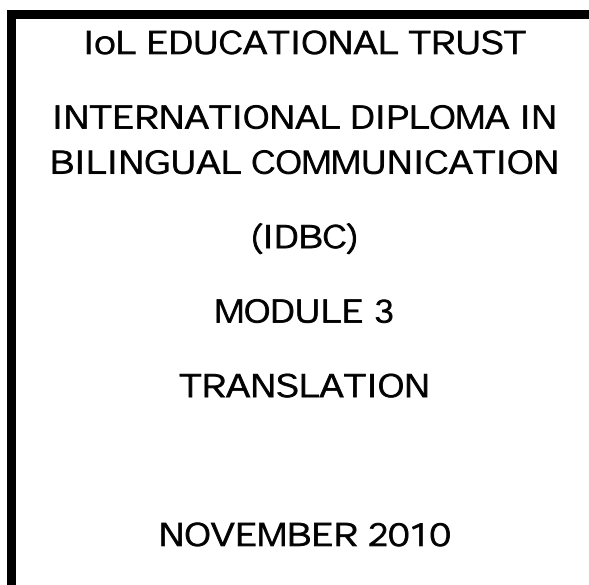 IoL EDUCATIONAL TRUST
INTERNATIONAL DIPLOMA IN
BILINGUAL COMMUNICATION
(IDBC)
MODULE 3
TRANSLATION
NOVEMBER 2010